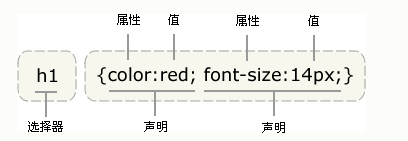 属性 值 属性 值
h1 {color:red; font-size:14px;}
选择器 声明 声明